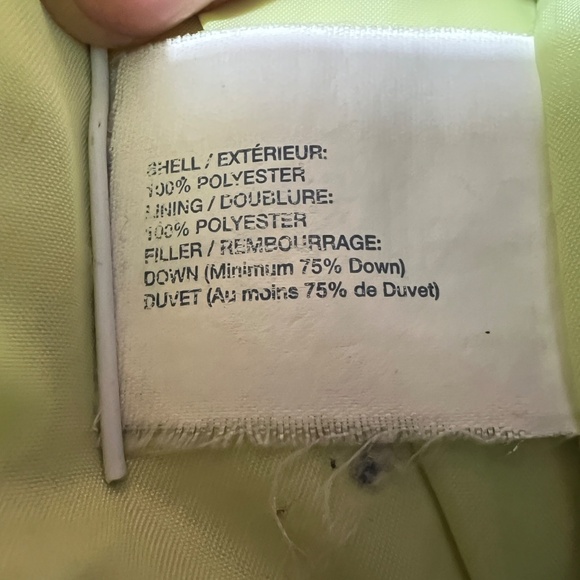 SHELL / EXTÉRIEUR:
100% POLYESTER
LINING / DOUBLURE:
100% POLYESTER
FILLER / REMBOURRAGE:
DOWN (Minimum 75% Down)
DUVET (Au moins 75% de Duvet)